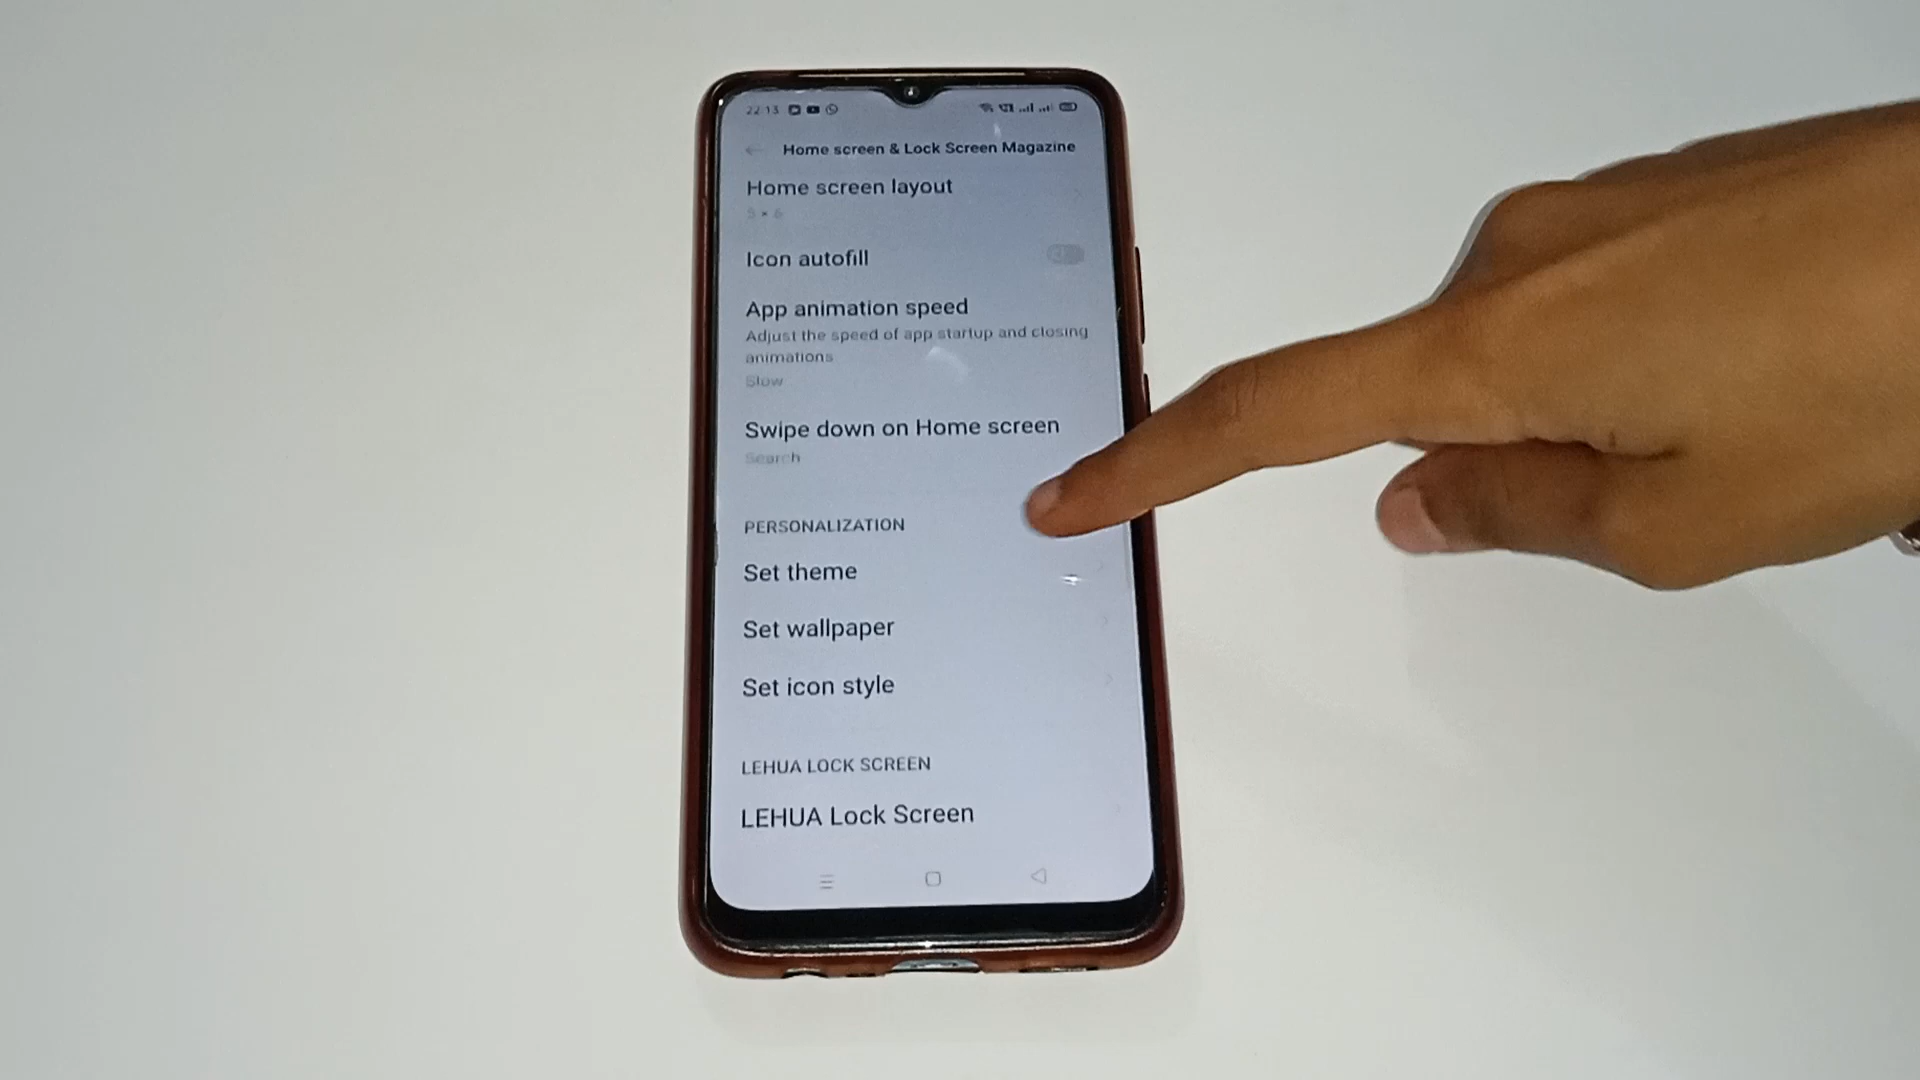 22:13
Home screen & Lock Screen Magazine
Home screen layout
5 × 6
Icon autofill
App animation speed
Adjust the speed of app startup and closing
animations
Slow
Swipe down on Home screen
Search
PERSONALIZATION
Set theme
Set wallpaper
Set icon style
LEHUA LOCK SCREEN
LEHUA Lock Screen